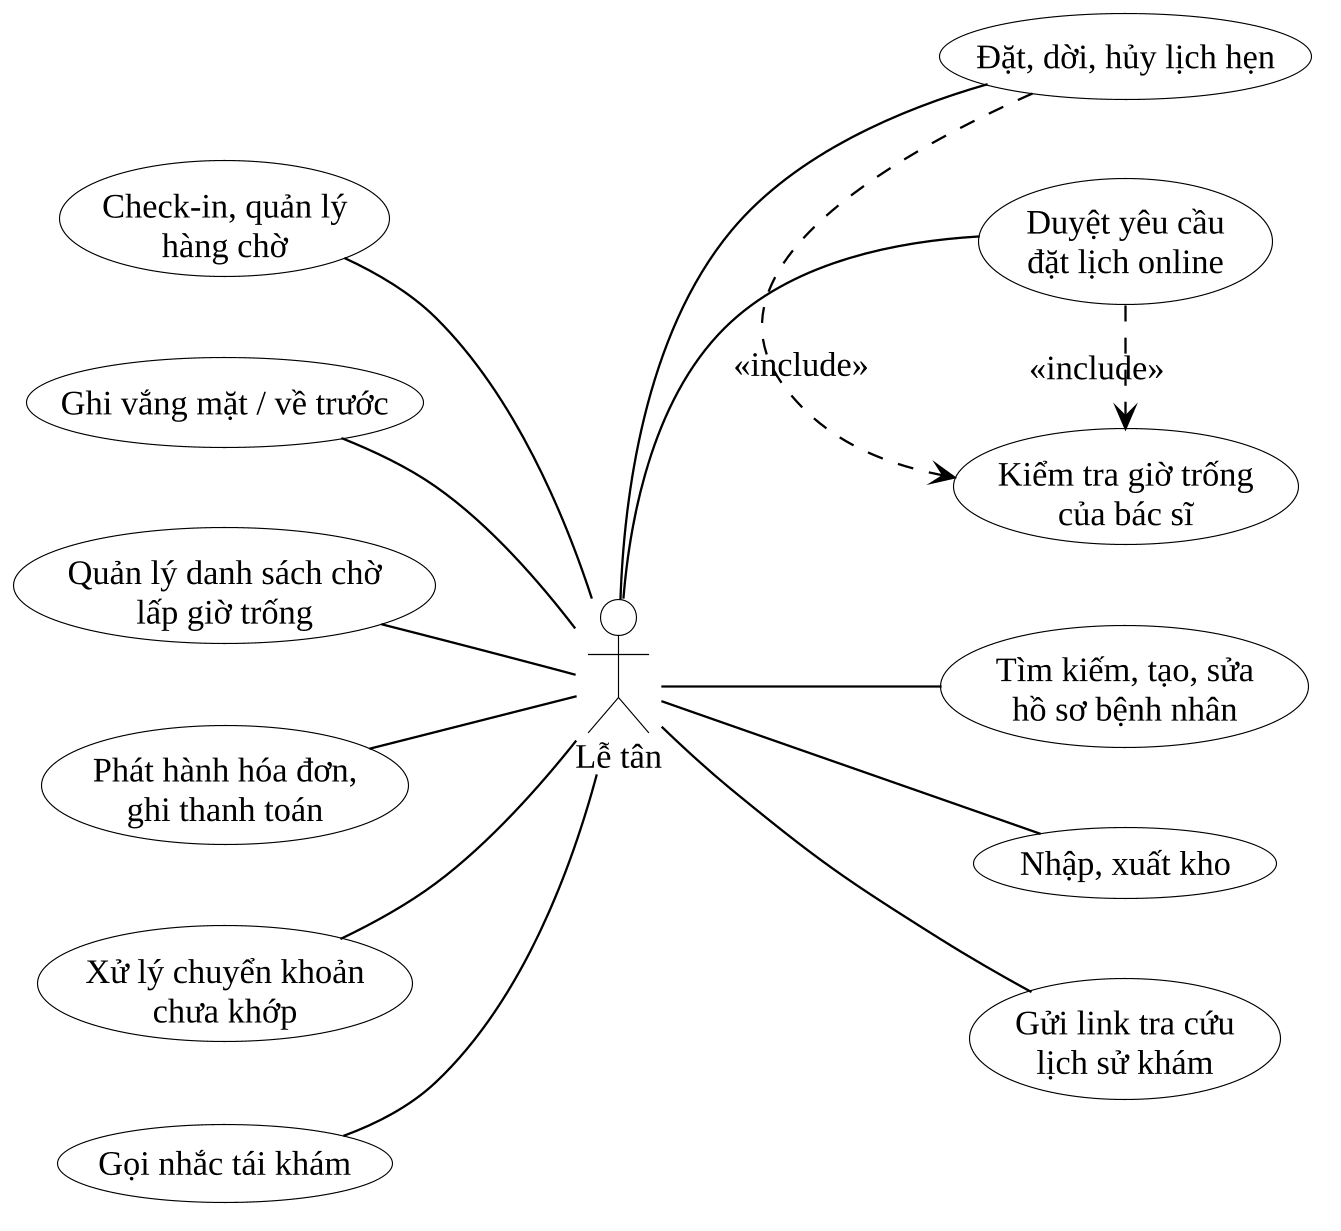 Đặt, dời, hủy lịch hẹn
Check-in, quản lý
hàng chờ
Duyệt yêu cầu
đặt lịch online
«include»
«include»
Ghi vắng mặt / về trước
Kiểm tra giờ trống
của bác sĩ
Quản lý danh sách chờ
lấp giờ trống
Tìm kiếm, tạo, sửa
hồ sơ bệnh nhân
Lễ tân
Phát hành hóa đơn,
ghi thanh toán
Nhập, xuất kho
Xử lý chuyển khoản
chưa khớp
Gửi link tra cứu
lịch sử khám
Gọi nhắc tái khám